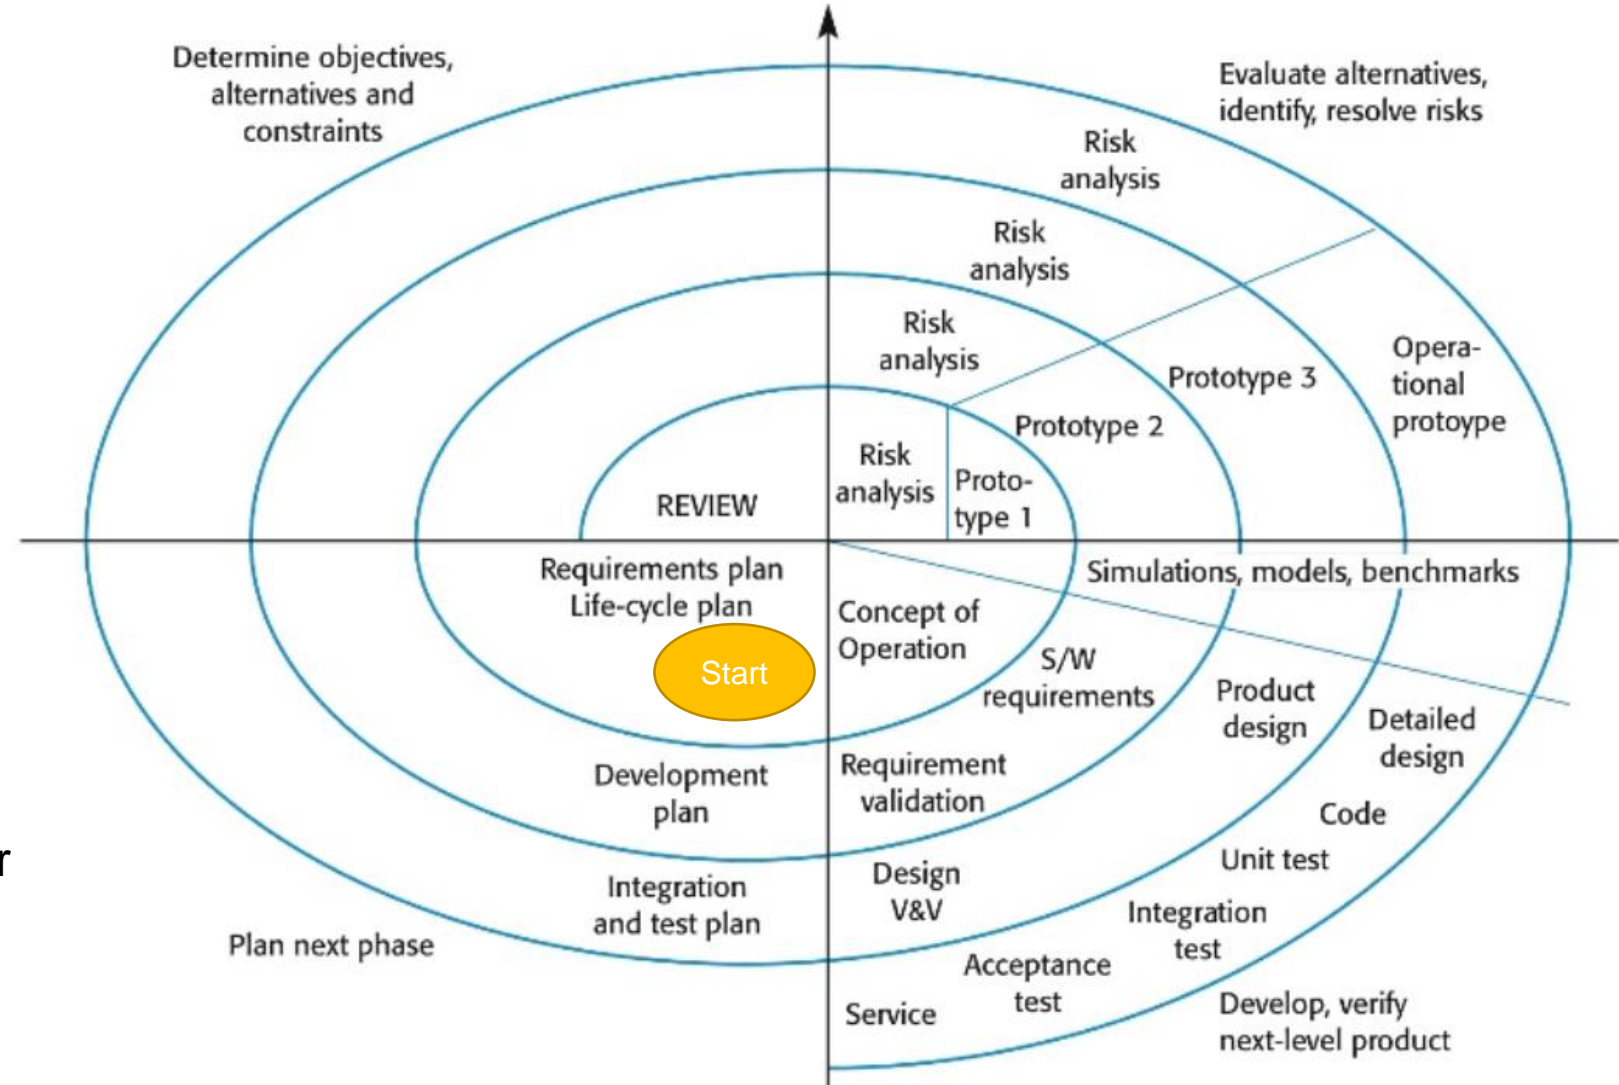 Determine objectives,
alternatives and
constraints
Evaluate alternatives,
identify, resolve risks
Risk
analysis
Risk
analysis
Risk
analysis
Risk
analysis
Opera-
tional
protoype
Prototype 3
Prototype 2
Proto-
type 1
REVIEW
Requirements plan
Life-cycle plan
Start
Simulations, models, benchmarks
Concept of
Operation
S/W
requirements
Product
design
Detailed
design
Development
plan
Requirement
validation
Code
Unit test
r
Integration
and test plan
Design
V&V
Integration
test
Plan next phase
Acceptance
test
Service
Develop, verify
next-level product